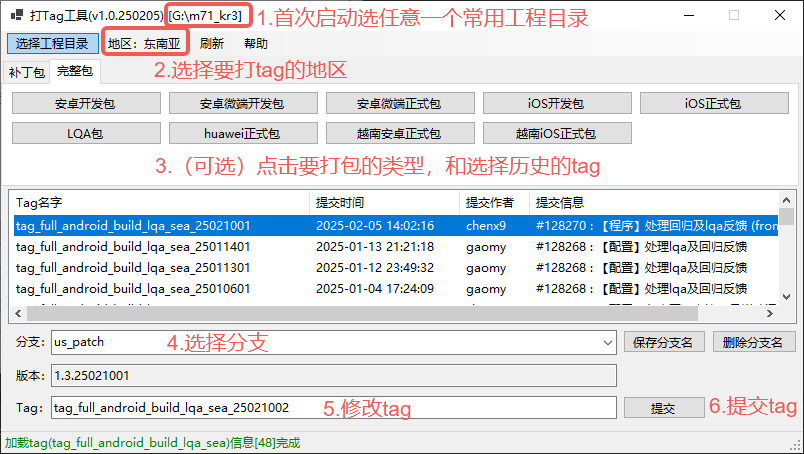 打Tag工具(v1.0.250205) [G:\m71_kr3] 1.首次启动选任意一个常用工程目录
选择工程目录 地区：东南亚 刷新 帮助
2.选择要打tag的地区
补丁包 完整包
安卓开发包 安卓微端开发包 安卓微端正式包 iOS开发包 iOS正式包
LQA包 huawei正式包 越南安卓正式包 越南iOS正式包
3.（可选）点击要打包的类型，和选择历史的tag
Tag名字 提交时间 提交作者 提交信息
tag_full_android_build_lqa_sea_25021001 2025-02-05 14:02:16 chenx9 #128270 : 【程序】处理回归及lqa反馈 (from
tag_full_android_build_lqa_sea_25011401 2025-01-13 21:21:18 gaomy #128268 : 【配置】处理lqa及回归反馈
tag_full_android_build_lqa_sea_25011301 2025-01-12 23:49:32 gaomy #128268 : 【配置】处理lqa及回归反馈
tag_full_android_build_lqa_sea_25010601 2025-01-04 17:24:09 gaomy #128268 : 【配置】处理lqa及回归反馈
分支： us_patch 4.选择分支 保存分支名 删除分支名
版本： 1.3.25021001
Tag： tag_full_android_build_lqa_sea_25021002 5.修改tag 提交 6.提交tag
加载tag(tag_full_android_build_lqa_sea)信息[48]完成